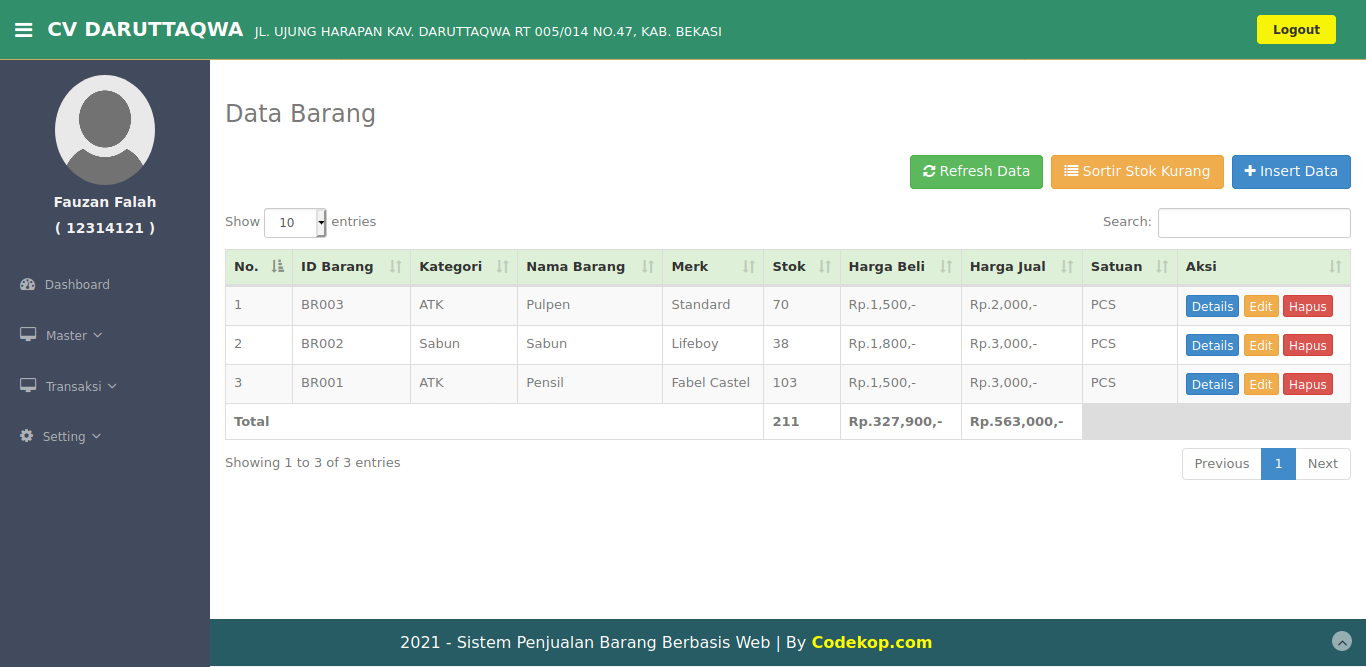 CV DARUTTAQWA JL. UJUNG HARAPAN KAV. DARUTTAQWA RT 005/014 NO.47, KAB. BEKASI Logout
Fauzan Falah
( 12314121 )
Dashboard
Master
Transaksi
Setting
Data Barang
Refresh Data Sortir Stok Kurang Insert Data
Show 10 entries Search:
No. ID Barang Kategori Nama Barang Merk Stok Harga Beli Harga Jual Satuan Aksi
1 BR003 ATK Pulpen Standard 70 Rp.1,500,- Rp.2,000,- PCS Details Edit Hapus
2 BR002 Sabun Sabun Lifeboy 38 Rp.1,800,- Rp.3,000,- PCS Details Edit Hapus
3 BR001 ATK Pensil Fabel Castel 103 Rp.1,500,- Rp.3,000,- PCS Details Edit Hapus
Total 211 Rp.327,900,- Rp.563,000,-
Showing 1 to 3 of 3 entries Previous 1 Next
2021 - Sistem Penjualan Barang Berbasis Web | By Codekop.com